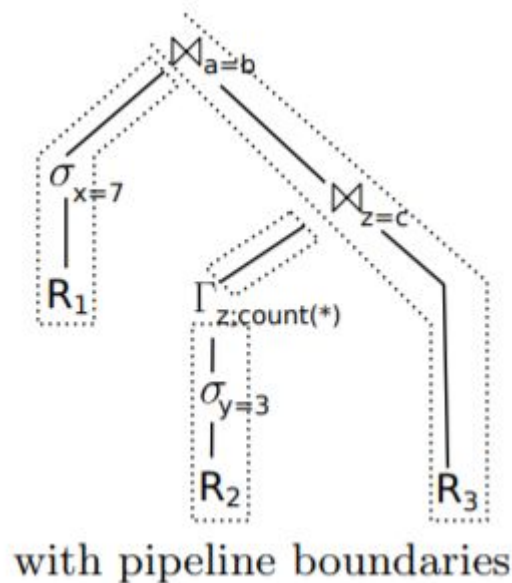 ⋈a=b
σx=7
⋈z=c
R1
Γz;count(*)
σy=3
R2
R3
with pipeline boundaries